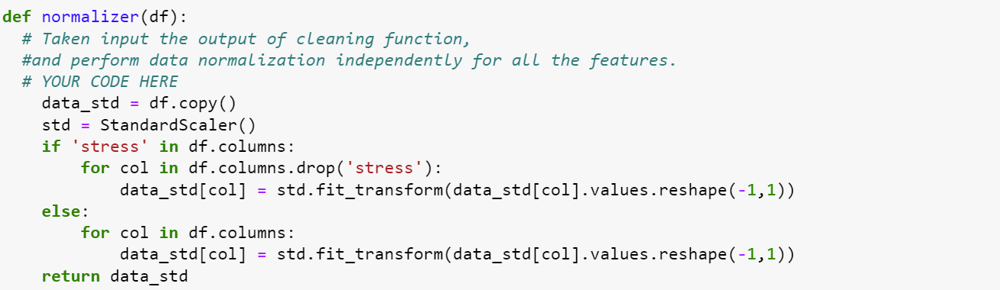 def normalizer(df):
  # Taken input the output of cleaning function,
  #and perform data normalization independently for all the features.
  # YOUR CODE HERE
    data_std = df.copy()
    std = StandardScaler()
    if 'stress' in df.columns:
        for col in df.columns.drop('stress'):
            data_std[col] = std.fit_transform(data_std[col].values.reshape(-1,1))
    else:
        for col in df.columns:
            data_std[col] = std.fit_transform(data_std[col].values.reshape(-1,1))
    return data_std